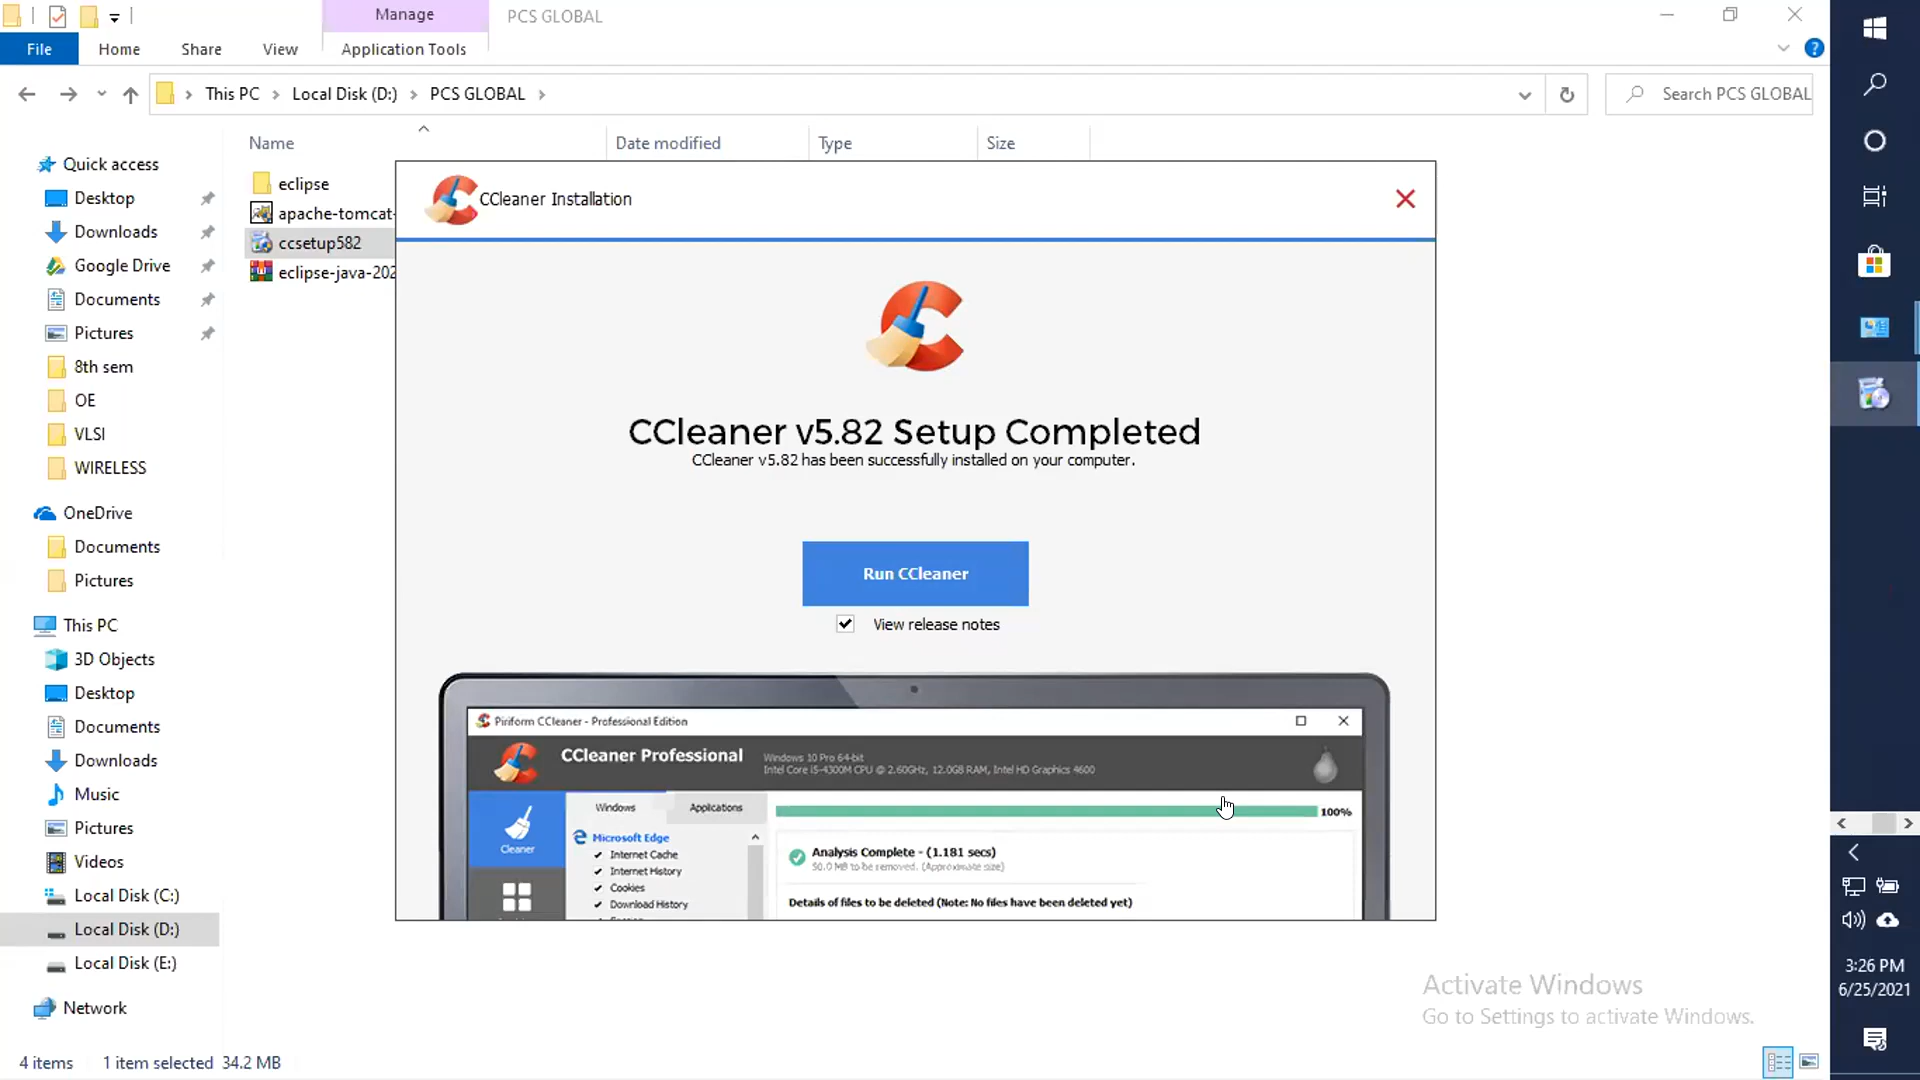 Manage
PCS GLOBAL
File
Home
Share
View
Application Tools
This PC
Local Disk (D:)
PCS GLOBAL
Search PCS GLOBAL
Name
Date modified
Type
Size
Quick access
Desktop
Downloads
Google Drive
Documents
Pictures
8th sem
OE
VLSI
WIRELESS
OneDrive
Documents
Pictures
This PC
3D Objects
Desktop
Documents
Downloads
Music
Pictures
Videos
Local Disk (C:)
Local Disk (D:)
Local Disk (E:)
Network
eclipse
apache-tomcat-
ccsetup582
eclipse-java-202
CCleaner Installation
CCleaner v5.82 Setup Completed
CCleaner v5.82 has been successfully installed on your computer.
Run CCleaner
View release notes
Piriform CCleaner - Professional Edition
CCleaner Professional
Windows 10 Pro 64-bit
Intel Core i5-4300M CPU @ 2.60GHz, 12.0GB RAM, Intel HD Graphics 4600
Cleaner
Windows
Applications
Microsoft Edge
Internet Cache
Internet History
Cookies
Download History
100%
Analysis Complete - (1.181 secs)
50.0 MB to be removed. (Approximate size)
Details of files to be deleted (Note: No files have been deleted yet)
Activate Windows
Go to Settings to activate Windows.
4 items
1 item selected 34.2 MB
3:26 PM
6/25/2021